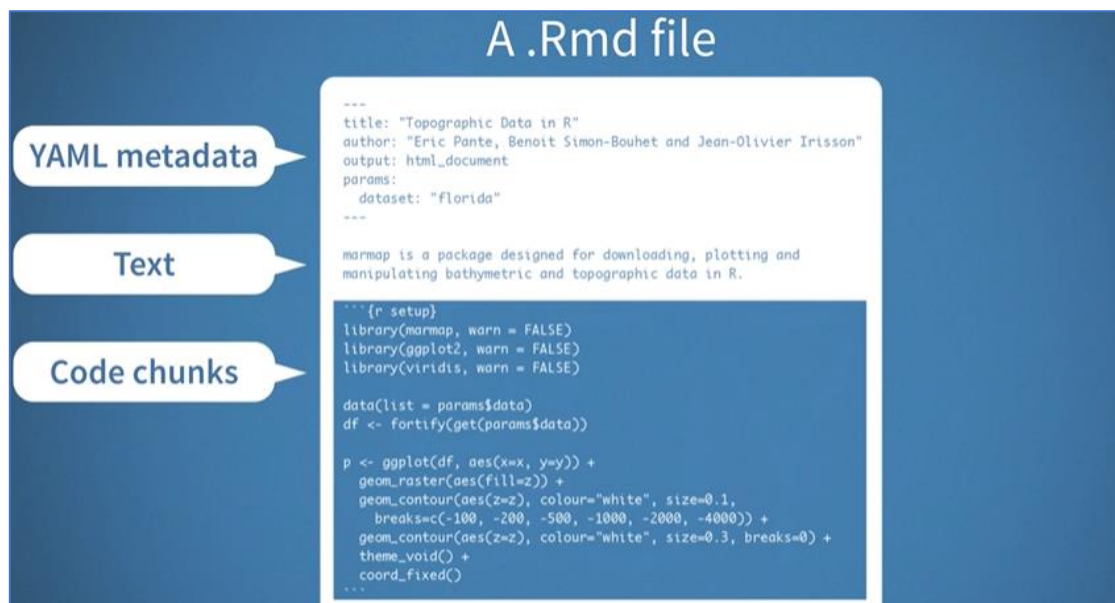 A .Rmd file
YAML metadata
---
title: "Topographic Data in R"
author: "Eric Pante, Benoit Simon-Bouhet and Jean-Olivier Irisson"
output: html_document
params:
  dataset: "florida"
---
Text
marmap is a package designed for downloading, plotting and
manipulating bathymetric and topographic data in R.
Code chunks
```{r setup}
library(marmap, warn = FALSE)
library(ggplot2, warn = FALSE)
library(viridis, warn = FALSE)
data(list = params$data)
df <- fortify(get(params$data))
p <- ggplot(df, aes(x=x, y=y)) +
  geom_raster(aes(fill=z)) +
  geom_contour(aes(z=z), colour="white", size=0.1,
    breaks=c(-100, -200, -500, -1000, -2000, -4000)) +
  geom_contour(aes(z=z), colour="white", size=0.3, breaks=0) +
  theme_void() +
  coord_fixed()
```